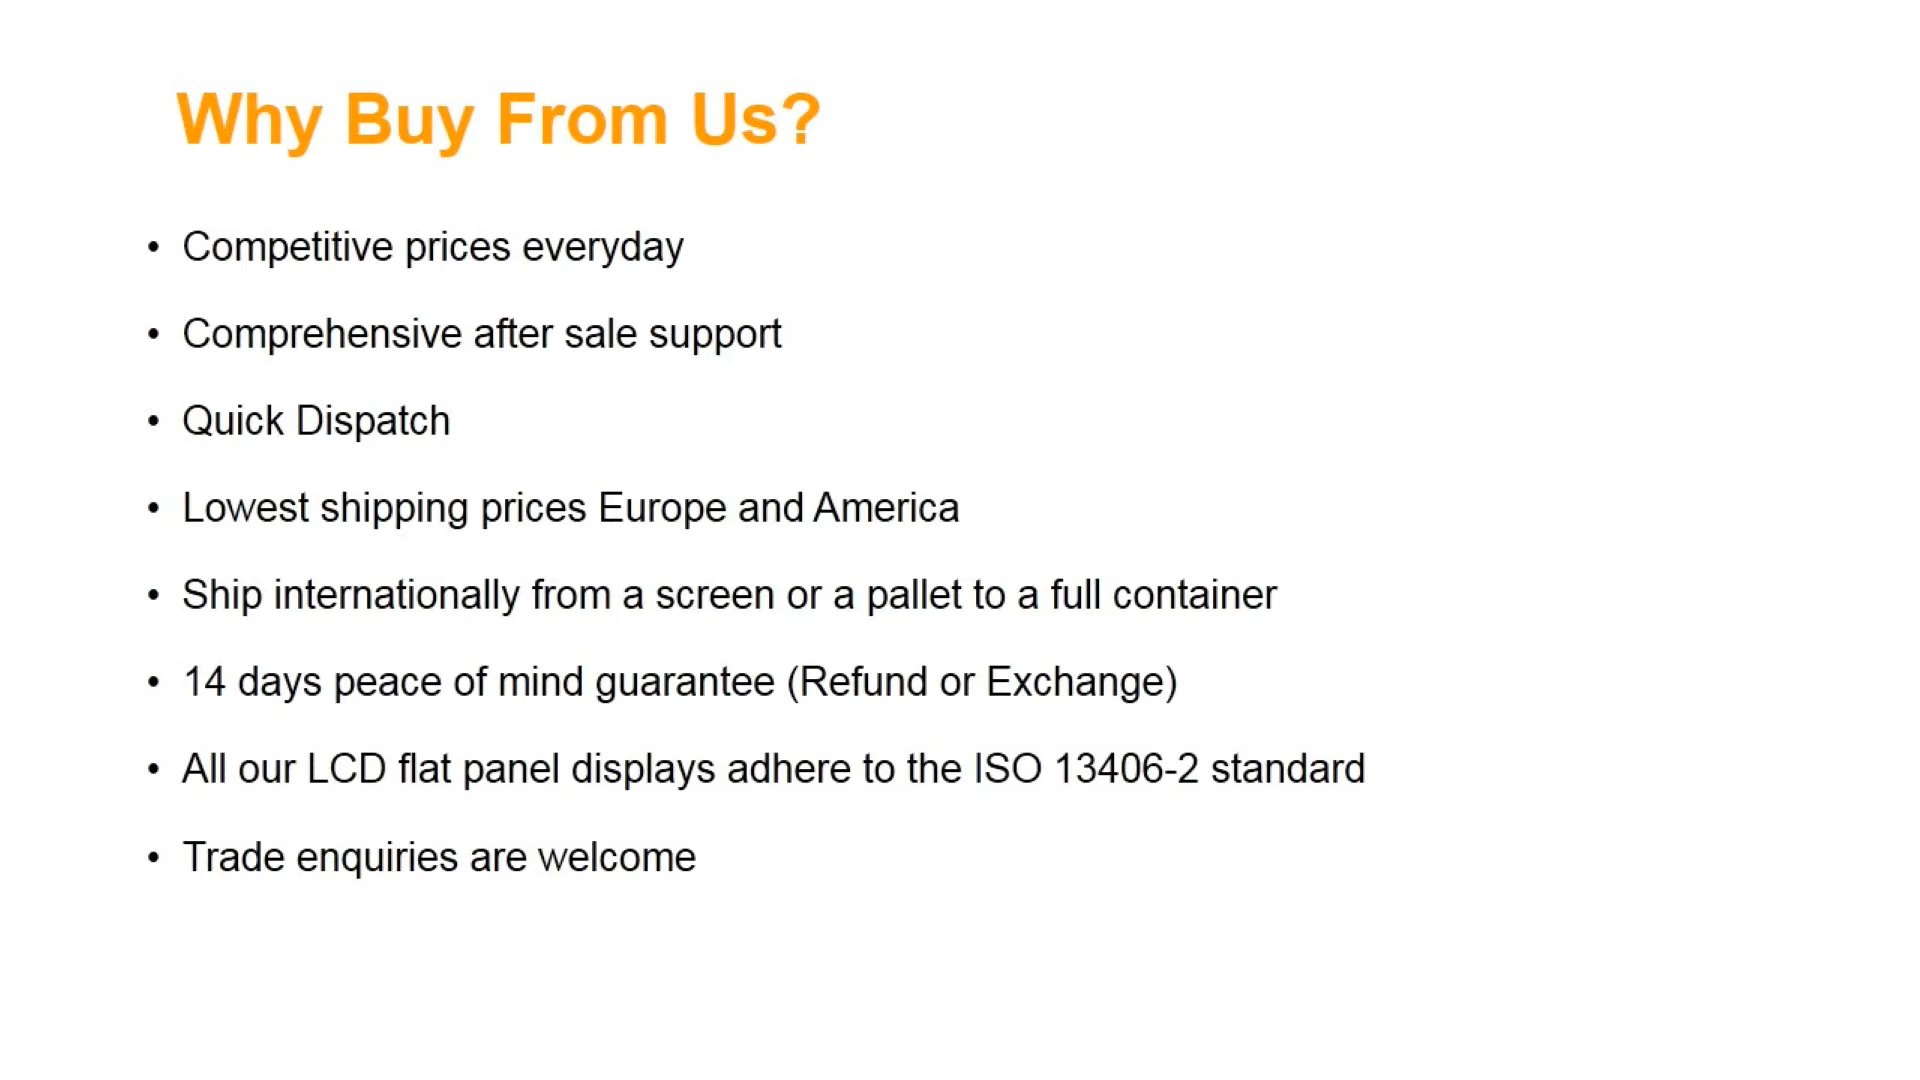 Why Buy From Us?
• Competitive prices everyday
• Comprehensive after sale support
• Quick Dispatch
• Lowest shipping prices Europe and America
• Ship internationally from a screen or a pallet to a full container
• 14 days peace of mind guarantee (Refund or Exchange)
• All our LCD flat panel displays adhere to the ISO 13406-2 standard
• Trade enquiries are welcome